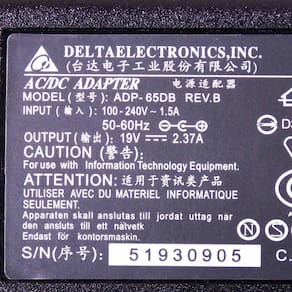 DELTAELECTRONICS,INC.
(台达电子工业股份有限公司)
AC/DC ADAPTER 电源适配器
MODEL(型号): ADP-65DB REV.B
INPUT(输入): 100-240V~1.5A
50-60Hz
OUTPUT(输出): 19V ⎓ 2.37A
CAUTION (警告):
For use with Information Technology Equipment.
ATTENTION: 适用于资讯类产品
UTILISER AVEC DU MATERIEL INFORMATIQUE
SEULEMENT.
Apparaten skall anslutas till jordat uttag nar
den ansluts till ett nätvetk
Endast for kontorsmaskin.
S/N(序号): 51930905